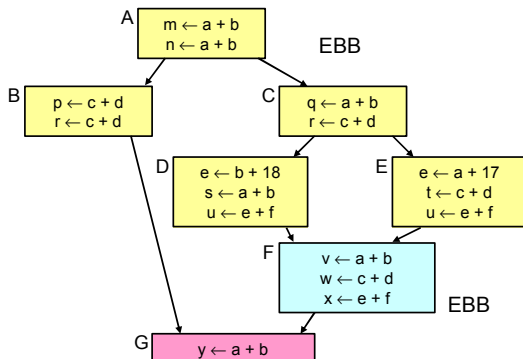 A
m ← a + b
n ← a + b
EBB
B
p ← c + d
r ← c + d
C
q ← a + b
r ← c + d
D
e ← b + 18
s ← a + b
u ← e + f
E
e ← a + 17
t ← c + d
u ← e + f
F
v ← a + b
w ← c + d
x ← e + f
EBB
G
y ← a + b